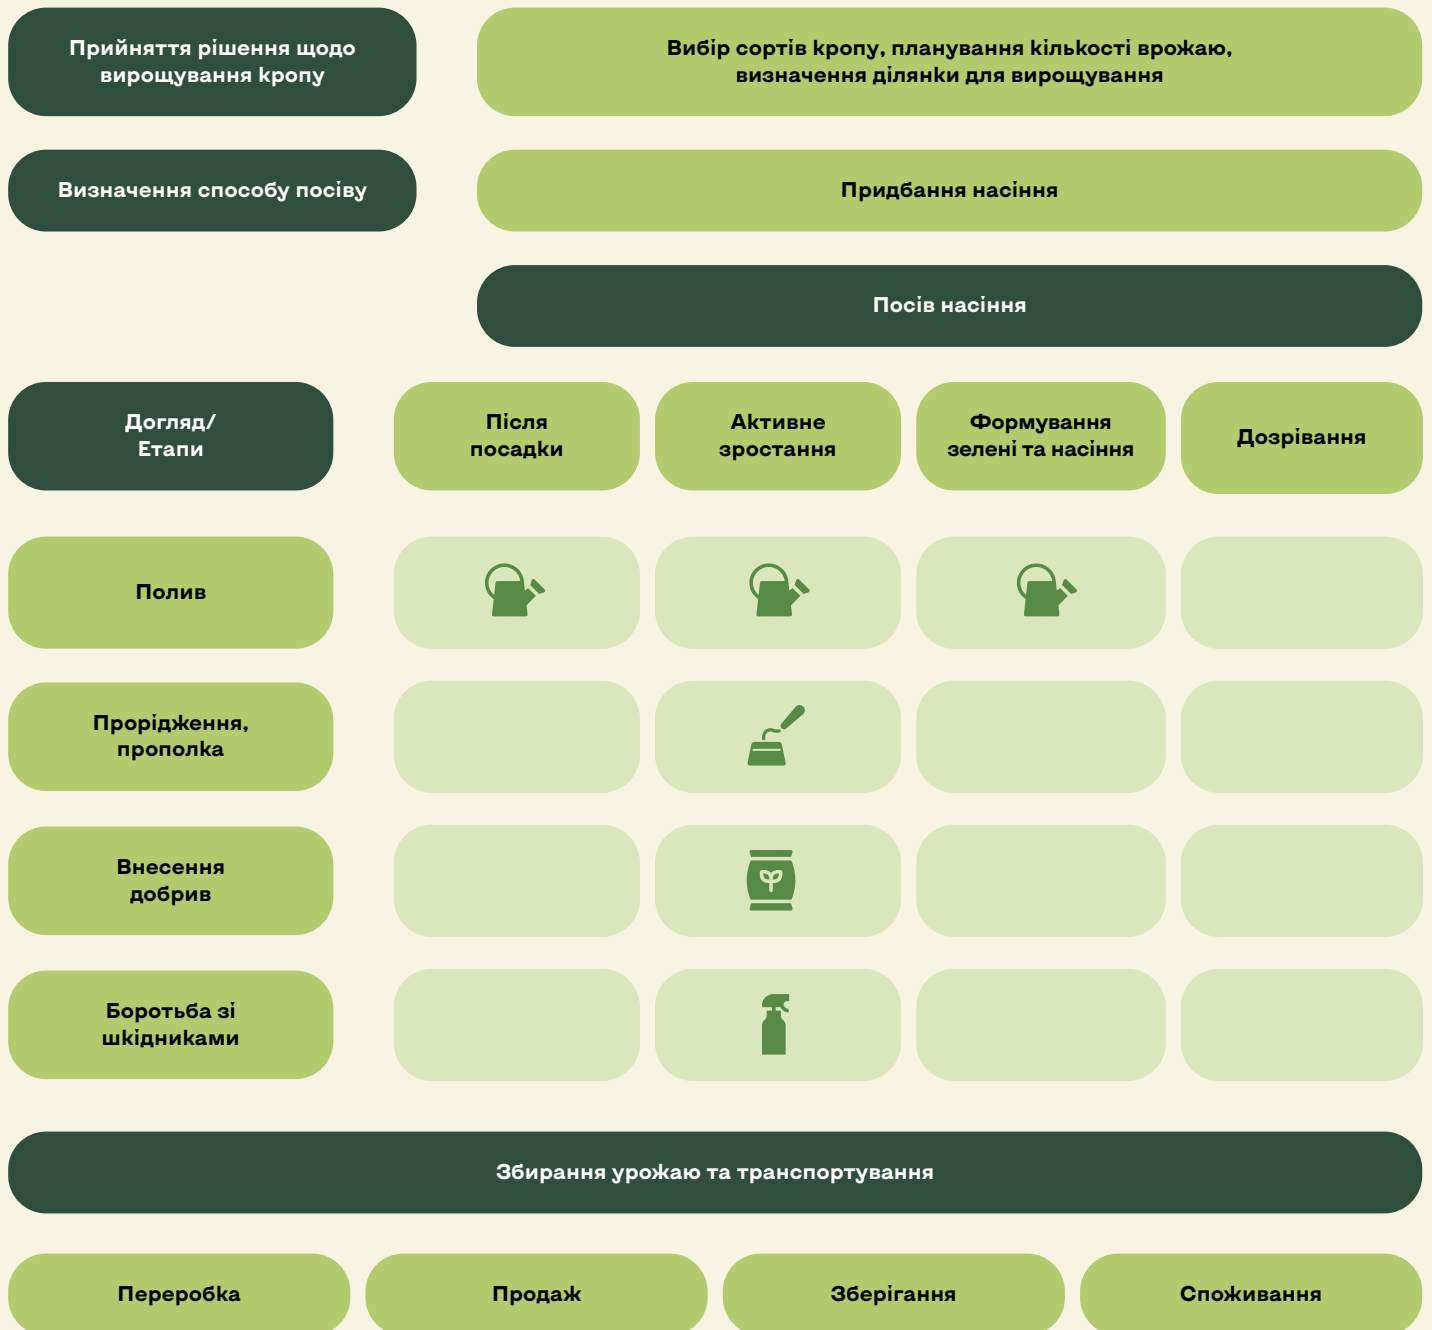 Прийняття рішення щодо
вирощування кропу
Вибір сортів кропу, планування кількості врожаю,
визначення ділянки для вирощування
Визначення способу посіву
Придбання насіння
Посів насіння
Догляд/
Етапи
Після
посадки
Активне
зростання
Формування
зелені та насіння
Дозрівання
Полив
Прорідження,
прополка
Внесення
добрив
Боротьба зі
шкідниками
Збирання урожаю та транспортування
Переробка
Продаж
Зберігання
Споживання